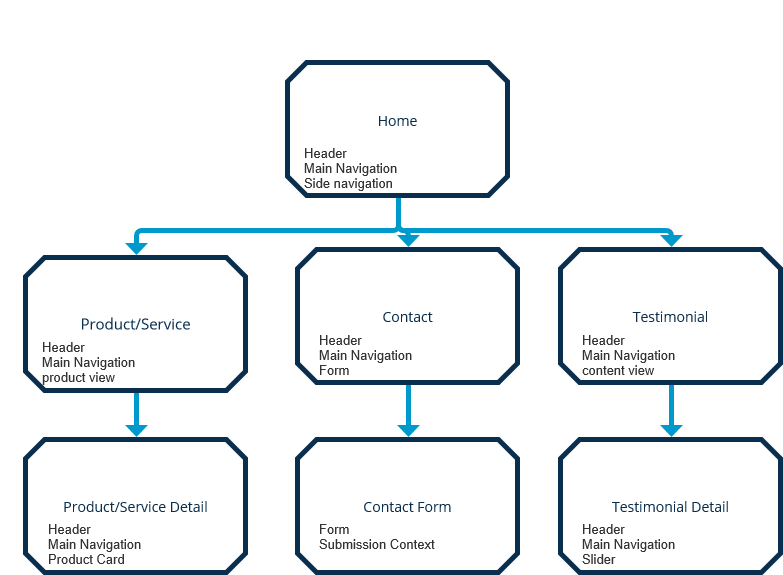 Home
Header
Main Navigation
Side navigation
Product/Service
Header
Main Navigation
product view
Contact
Header
Main Navigation
Form
Testimonial
Header
Main Navigation
content view
Product/Service Detail
Header
Main Navigation
Product Card
Contact Form
Form
Submission Context
Testimonial Detail
Header
Main Navigation
Slider